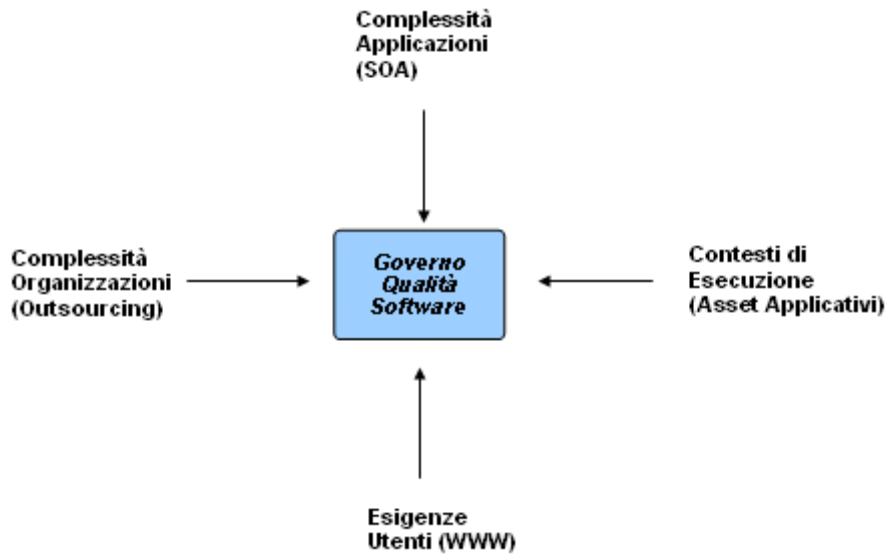 Complessità
Applicazioni
(SOA)
Complessità
Organizzazioni
(Outsourcing)
Governo
Qualità
Software
Contesti di
Esecuzione
(Asset Applicativi)
Esigenze
Utenti (WWW)